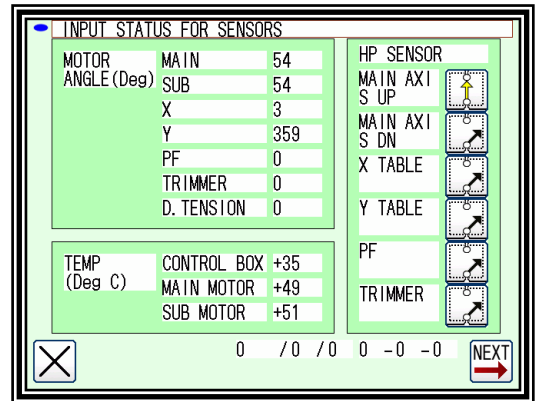 INPUT STATUS FOR SENSORS
MOTOR
ANGLE(Deg)
MAIN 54
SUB 54
X 3
Y 359
PF 0
TRIMMER 0
D.TENSION 0
TEMP
(Deg C)
CONTROL BOX +35
MAIN MOTOR +49
SUB MOTOR +51
HP SENSOR
MAIN AXI
S UP
MAIN AXI
S DN
X TABLE
Y TABLE
PF
TRIMMER
0 /0 /0 0 -0 -0
NEXT